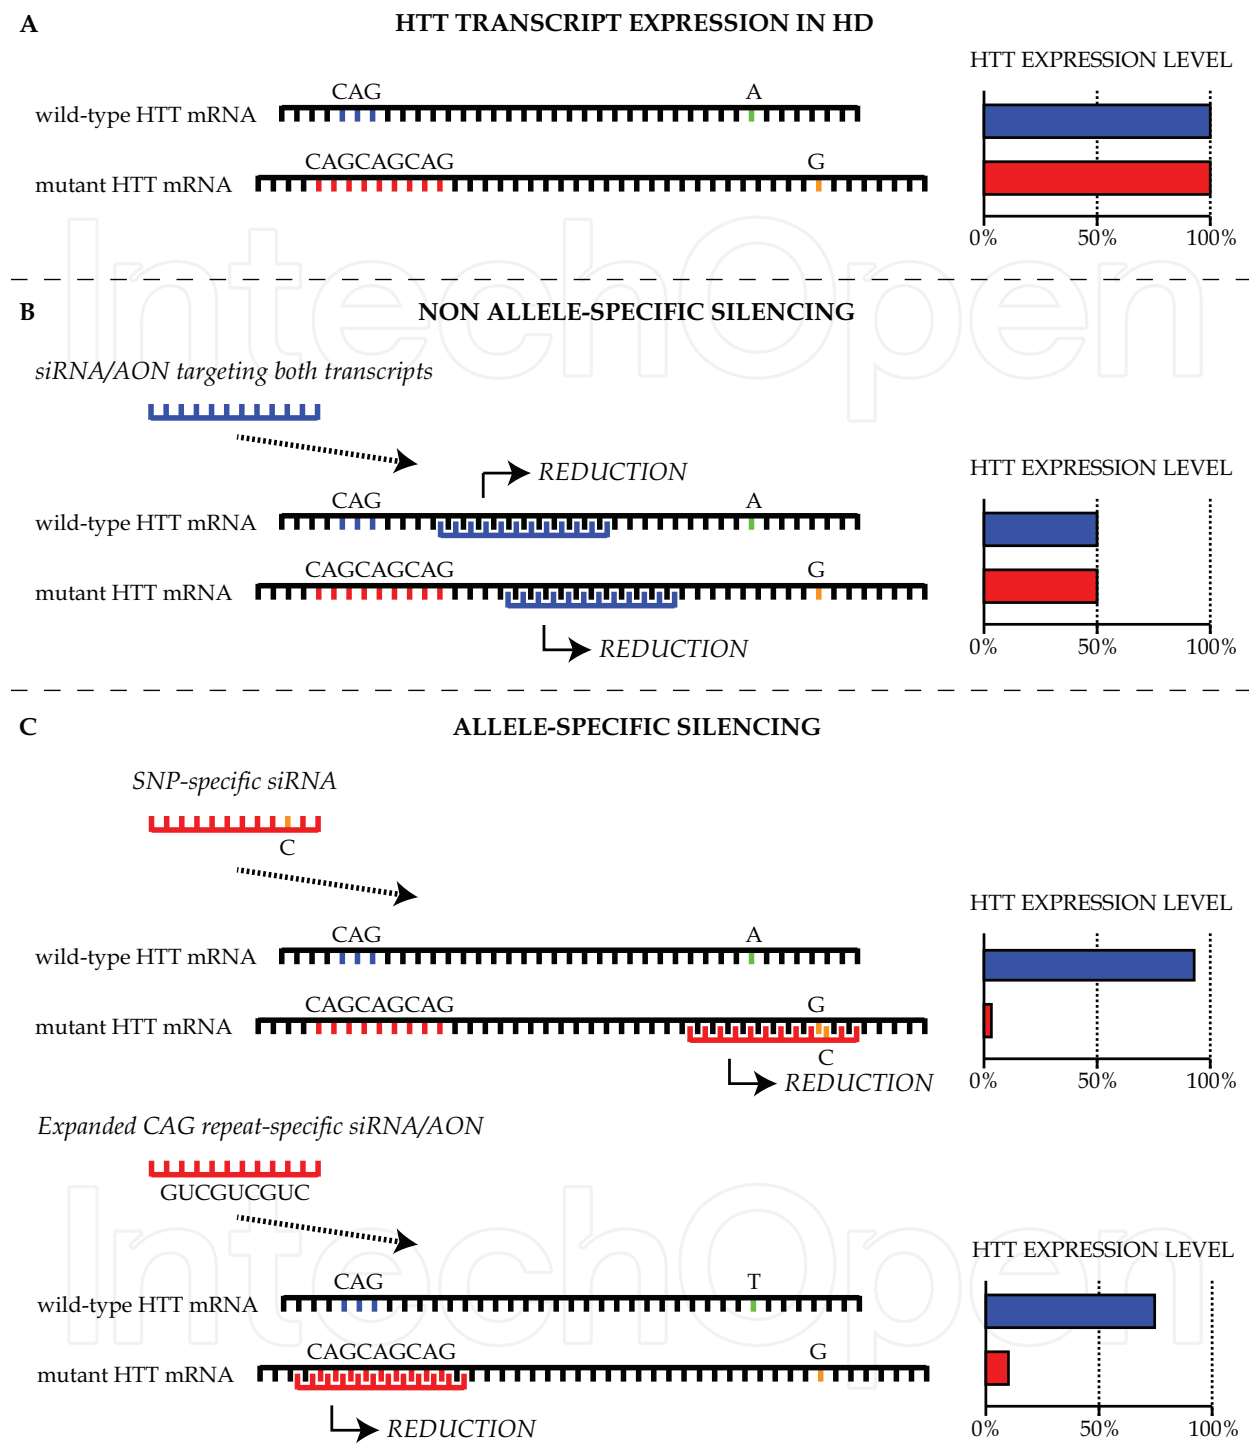 A
HTT TRANSCRIPT EXPRESSION IN HD
HTT EXPRESSION LEVEL
CAG
A
wild-type HTT mRNA
CAGCAGCAG
G
mutant HTT mRNA
0% 50% 100%
IntechOpen
B
NON ALLELE-SPECIFIC SILENCING
siRNA/AON targeting both transcripts
HTT EXPRESSION LEVEL
REDUCTION
CAG
A
wild-type HTT mRNA
CAGCAGCAG
G
mutant HTT mRNA
REDUCTION
0% 50% 100%
C
ALLELE-SPECIFIC SILENCING
SNP-specific siRNA
C
HTT EXPRESSION LEVEL
CAG
A
wild-type HTT mRNA
CAGCAGCAG
G
mutant HTT mRNA
C
REDUCTION
0% 50% 100%
Expanded CAG repeat-specific siRNA/AON
GUCGUCGUC
IntechOpen
HTT EXPRESSION LEVEL
CAG
T
wild-type HTT mRNA
CAGCAGCAG
G
mutant HTT mRNA
REDUCTION
0% 50% 100%